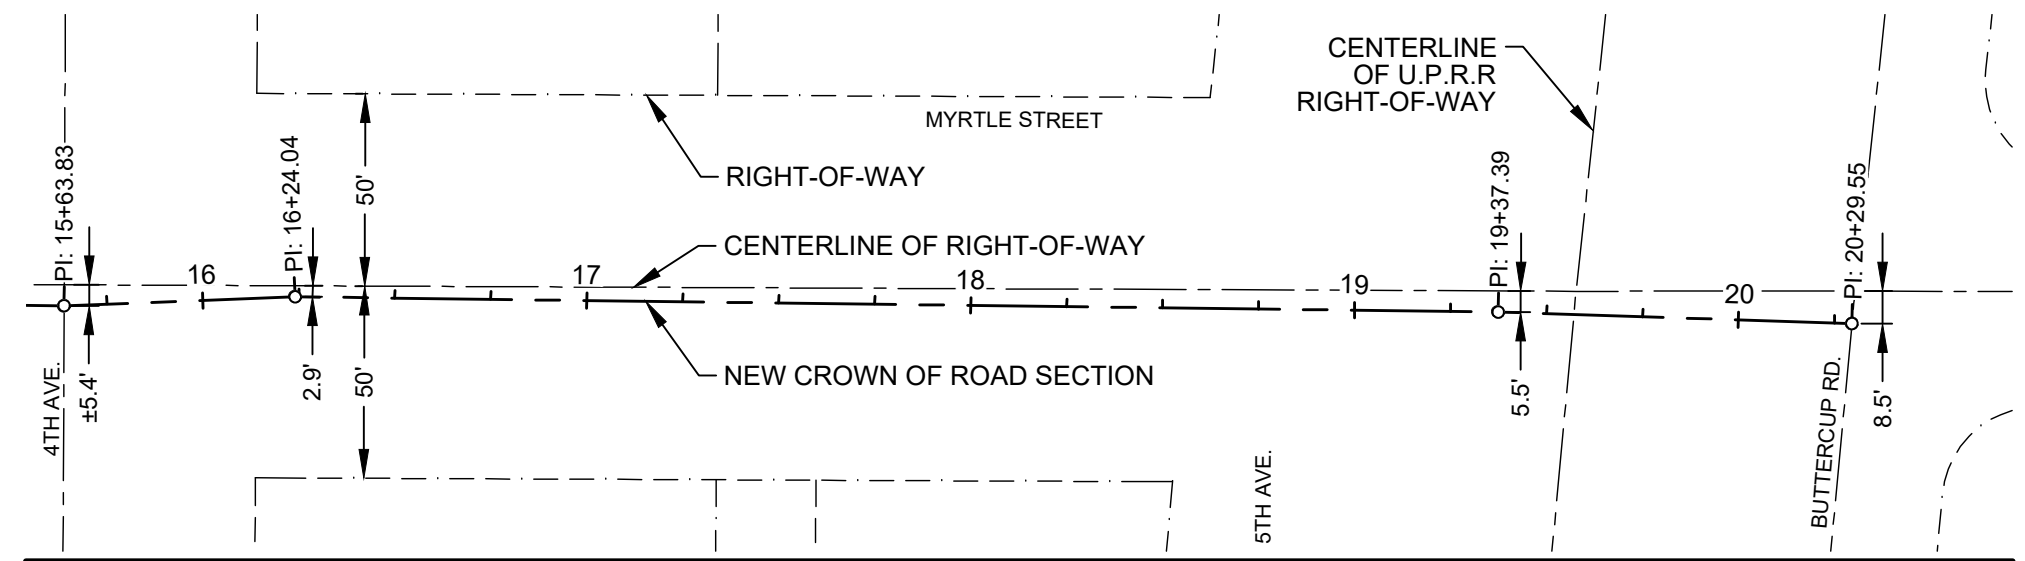 CENTERLINE
OF U.P.R.R
RIGHT-OF-WAY
MYRTLE STREET
RIGHT-OF-WAY
50'
PI: 15+63.83
PI: 16+24.04
PI: 19+37.39
PI: 20+29.55
CENTERLINE OF RIGHT-OF-WAY
16
17
18
19
20
NEW CROWN OF ROAD SECTION
4TH AVE.
±5.4'
2.9'
50'
5.5'
8.5'
5TH AVE.
BUTTERCUP RD.